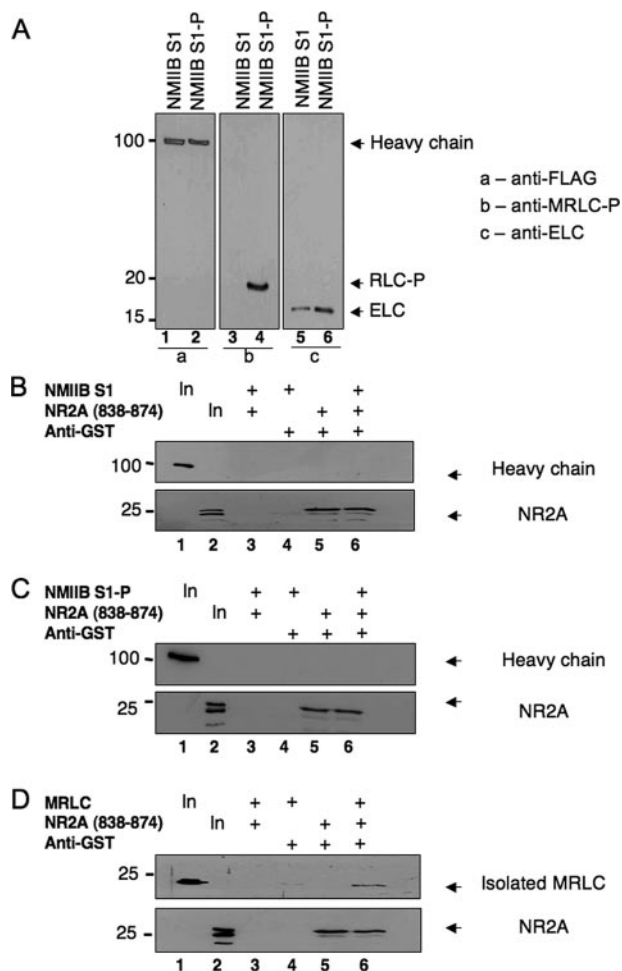 A
NMIIB S1
NMIIB S1-P
NMIIB S1
NMIIB S1-P
NMIIB S1
NMIIB S1-P
100
Heavy chain
a – anti-FLAG
b – anti-MRLC-P
c – anti-ELC
20
RLC-P
15
ELC
1 2 3 4 5 6
a b c
B
NMIIB S1 In + + +
NR2A (838-874) In + + +
Anti-GST + + +
100 Heavy chain
25 NR2A
1 2 3 4 5 6
C
NMIIB S1-P In + + +
NR2A (838-874) In + + +
Anti-GST + + +
100 Heavy chain
25 NR2A
1 2 3 4 5 6
D
MRLC In + + +
NR2A (838-874) In + + +
Anti-GST + + +
25 Isolated MRLC
25 NR2A
1 2 3 4 5 6